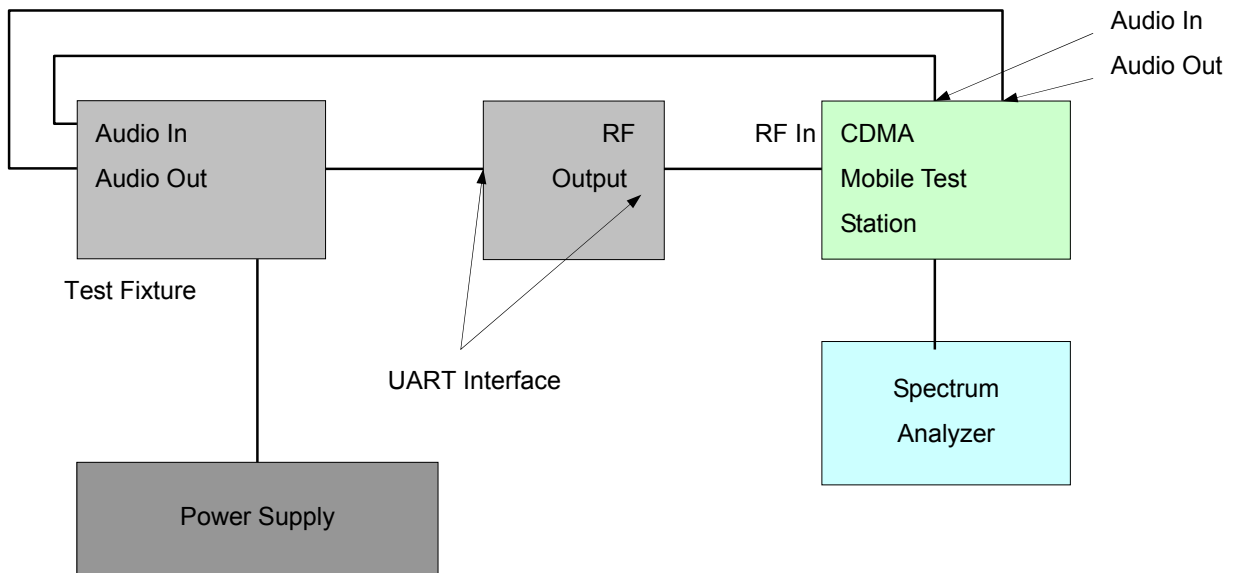 Audio In
Audio Out
Audio In
Audio Out
RF
Output
RF In
CDMA
Mobile Test
Station
Test Fixture
UART Interface
Spectrum
Analyzer
Power Supply